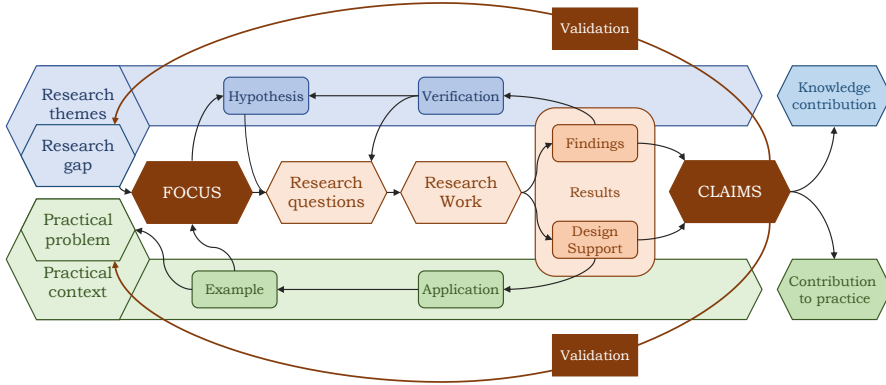 Validation
Research
themes
Hypothesis
Verification
Knowledge
contribution
Research
gap
Findings
FOCUS
Research
questions
Research
Work
Results
CLAIMS
Practical
problem
Design
Support
Practical
context
Example
Application
Contribution
to practice
Validation